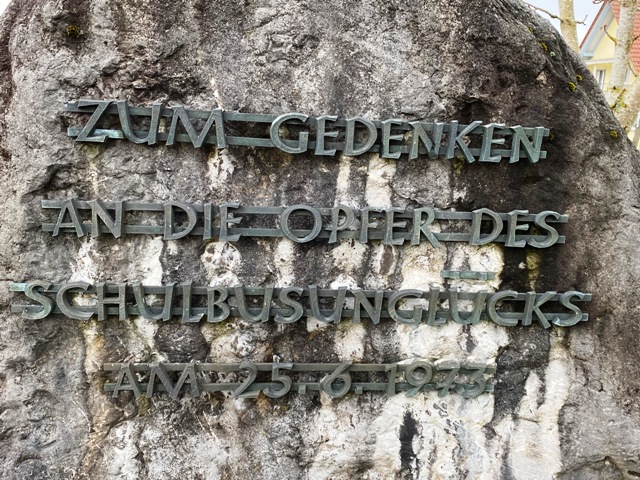 ZUM GEDENKEN
AN DIE OPFER DES
SCHULBUSUNGLÜCKS
AM 25.6.1973